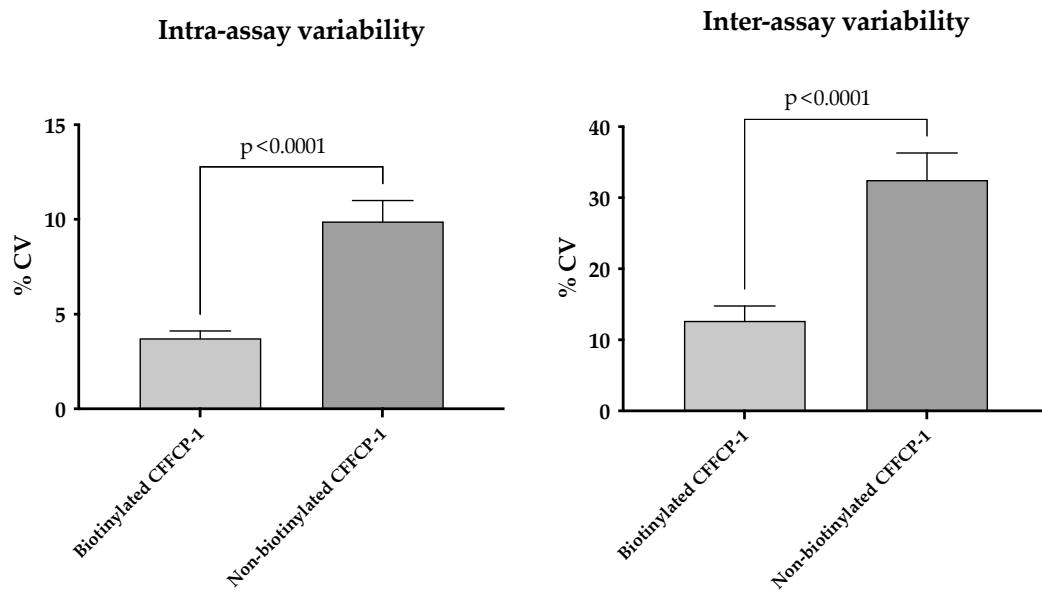 Intra-assay variability
p<0.0001
15
10
5
0
% CV
Biotinylated CFFCP-1
Non-biotinylated CFFCP-1
Inter-assay variability
p<0.0001
40
30
20
10
0
% CV
Biotinylated CFFCP-1
Non-biotinylated CFFCP-1